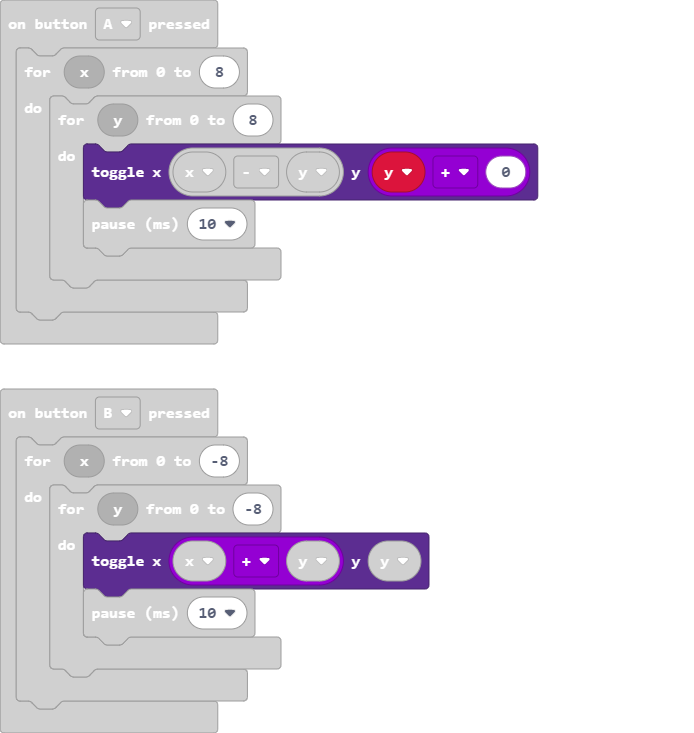 on button A pressed
for x from 0 to 8
do
for y from 0 to 8
do
toggle x x - y y y + 0
pause (ms) 10
on button B pressed
for x from 0 to -8
do
for y from 0 to -8
do
toggle x x + y y y
pause (ms) 10